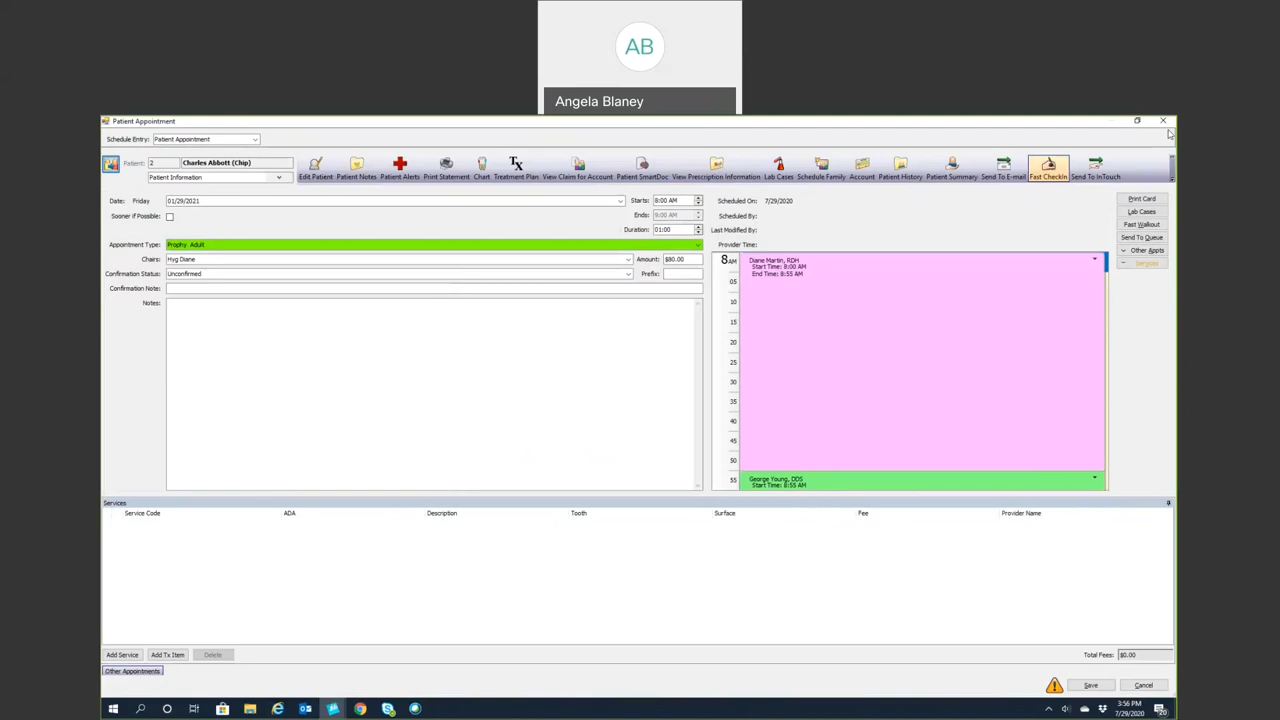 AB
Angela Blaney
Patient Appointment
Schedule Entry: Patient Appointment
Patient: 2 Charles Abbott (Chip)
Patient Information
Edit Patient Patient Notes Patient Alerts Print Statement Chart Treatment Plan View Claim for Account Patient SmartDoc View Prescription Information Lab Cases Schedule Family Account Patient History Patient Summary Send To E-mail Fast CheckIn Send To InTouch
Date: Friday 01/29/2021 Starts: 8:00 AM Scheduled On: 7/29/2020
Sooner if Possible: Ends: 9:00 AM Scheduled By:
Duration: 01:00 Last Modified By:
Appointment Type: Prophy Adult Provider Time:
Chairs: Hyg Diane Amount: $80.00
Confirmation Status: Unconfirmed Prefix:
Confirmation Note:
Notes:
8AM
Diane Martin, RDH
Start Time: 8:00 AM
End Time: 8:55 AM
05
10
15
20
25
30
35
40
45
50
55
George Young, DDS
Start Time: 8:55 AM
Print Card
Lab Cases
Fast Walkout
Send To Queue
Other Appts
Services
Services
Service Code ADA Description Tooth Surface Fee Provider Name
Add Service Add Tx Item Delete Total Fees: $0.00
Other Appointments
Save Cancel
3:56 PM
7/29/2020
20